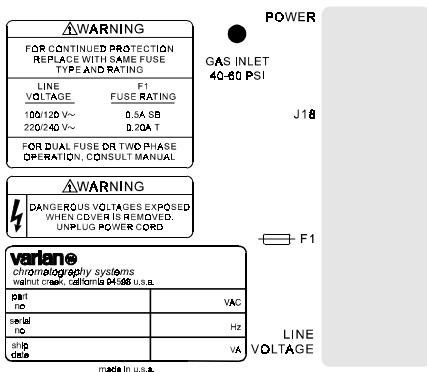 WARNING
FOR CONTINUED PROTECTION
REPLACE WITH SAME FUSE
TYPE AND RATING
LINE VOLTAGE F1 FUSE RATING
100/120 V~ 0.5A SB
220/240 V~ 0.20A T
FOR DUAL FUSE OR TWO PHASE
OPERATION, CONSULT MANUAL
WARNING
DANGEROUS VOLTAGES EXPOSED
WHEN COVER IS REMOVED.
UNPLUG POWER CORD
varian
chromatography systems
walnut creek, california 94598 u.s.a.
part no VAC
serial no Hz
ship date VA
made in u.s.a.
POWER
GAS INLET
40-60 PSI
J18
F1
LINE
VOLTAGE